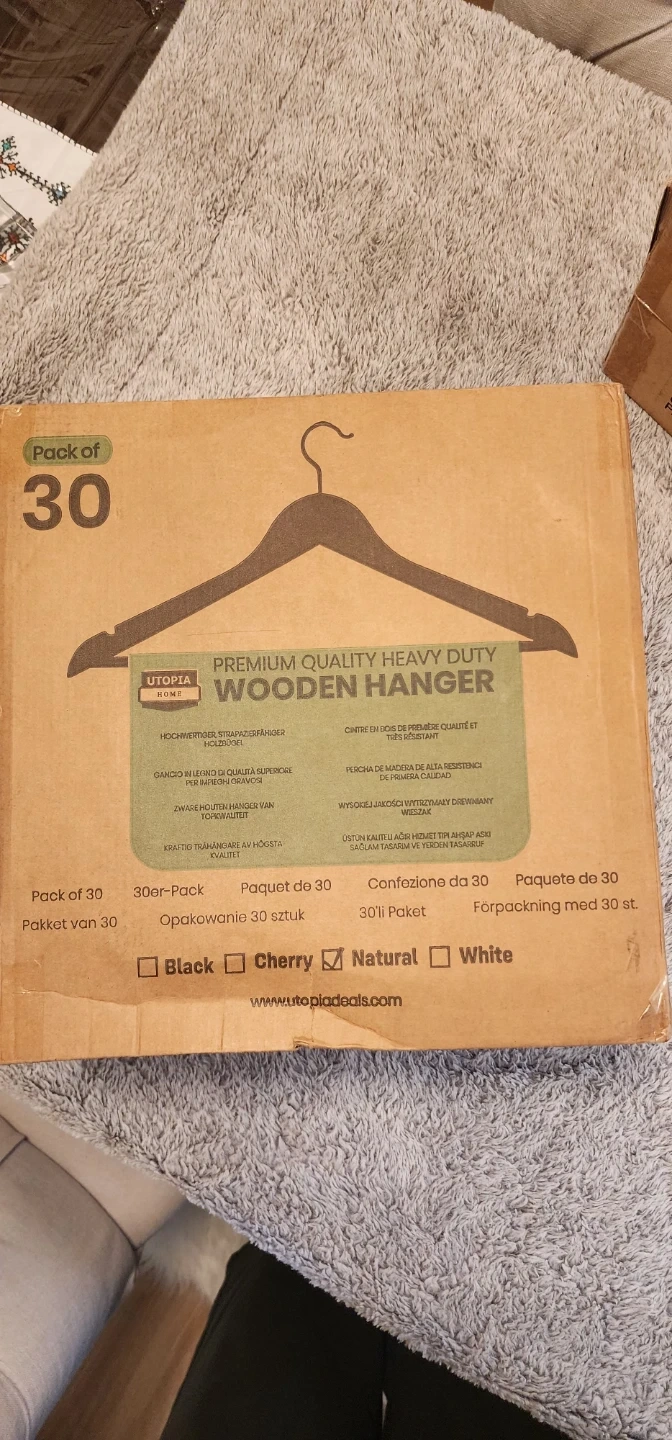 Pack of
30
PREMIUM QUALITY HEAVY DUTY
WOODEN HANGER
UTOPIA
HOME
HOCHWERTIGER, STRAPAZIERFÄHIGER
HOLZBÜGEL
CINTRE EN BOIS DE PREMIÈRE QUALITÉ ET
TRÈS RÉSISTANT
GANCIO IN LEGNO DI QUALITÀ SUPERIORE
PER IMPIEGHI GRAVOSI
PERCHA DE MADERA DE ALTA RESISTENCI
DE PRIMERA CALIDAD
ZWARE HOUTEN HANGER VAN
TOPKWALITEIT
WYSOKIEJ JAKOŚCI WYTRZYMAŁY DREWNIANY
WIESZAK
KRAFTIG TRÄHÄNGARE AV HÖGSTA
KVALITET
ÜSTÜN KALITELI AĞIR HIZMET TIPI AHŞAP ASKI
SAĞLAM TASARIM VE YERDEN TASARRUF
Pack of 30 30er-Pack Paquet de 30 Confezione da 30 Paquete de 30
Pakket van 30 Opakowanie 30 sztuk 30'li Paket Förpackning med 30 st.
Black Cherry Natural White
www.utopiadeals.com